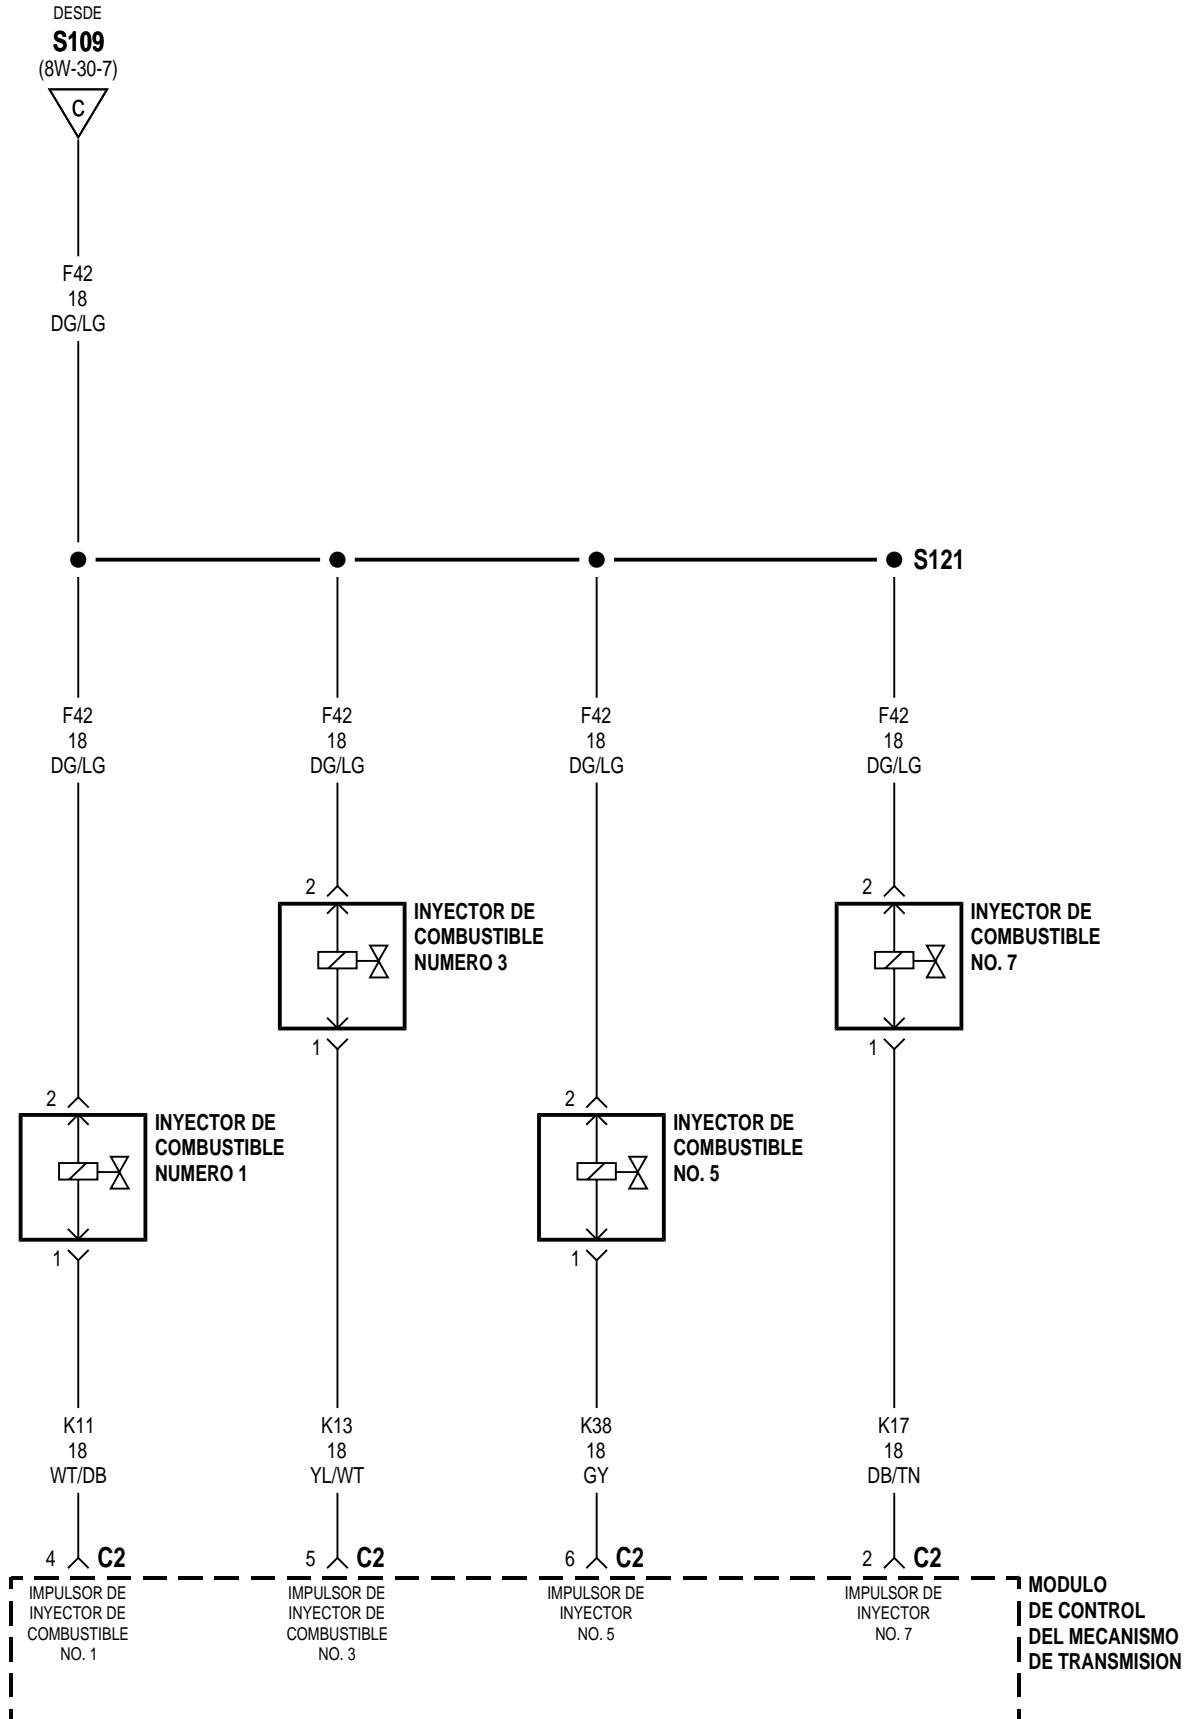 DESDE
S109
(8W-30-7)
C
F42
18
DG/LG
S121
F42
18
DG/LG
F42
18
DG/LG
F42
18
DG/LG
F42
18
DG/LG
2
INYECTOR DE
COMBUSTIBLE
NUMERO 3
1
2
INYECTOR DE
COMBUSTIBLE
NO. 7
1
2
INYECTOR DE
COMBUSTIBLE
NUMERO 1
1
2
INYECTOR DE
COMBUSTIBLE
NO. 5
1
K11
18
WT/DB
K13
18
YL/WT
K38
18
GY
K17
18
DB/TN
4 C2
5 C2
6 C2
2 C2
IMPULSOR DE
INYECTOR DE
COMBUSTIBLE
NO. 1
IMPULSOR DE
INYECTOR DE
COMBUSTIBLE
NO. 3
IMPULSOR DE
INYECTOR
NO. 5
IMPULSOR DE
INYECTOR
NO. 7
MODULO
DE CONTROL
DEL MECANISMO
DE TRANSMISION